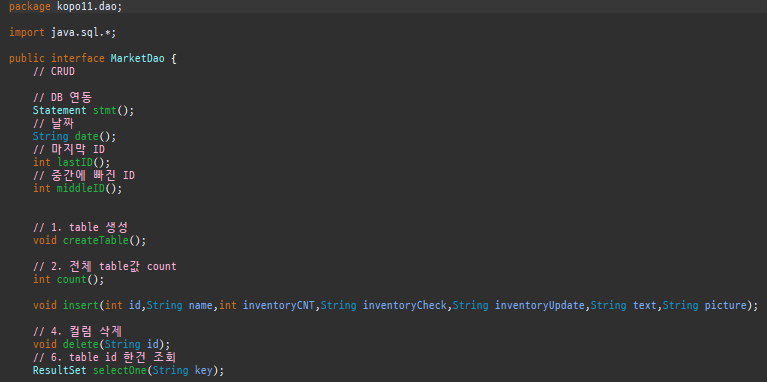 package kopo11.dao;
import java.sql.*;
public interface MarketDao {
// CRUD
// DB 연동
Statement stmt();
// 날짜
String date();
// 마지막 ID
int lastID();
// 중간에 빠진 ID
int middleID();
// 1. table 생성
void createTable();
// 2. 전체 table값 count
int count();
void insert(int id,String name,int inventoryCNT,String inventoryCheck,String inventoryUpdate,String text,String picture);
// 4. 컬럼 삭제
void delete(String id);
// 6. table id 한건 조회
ResultSet selectOne(String key);